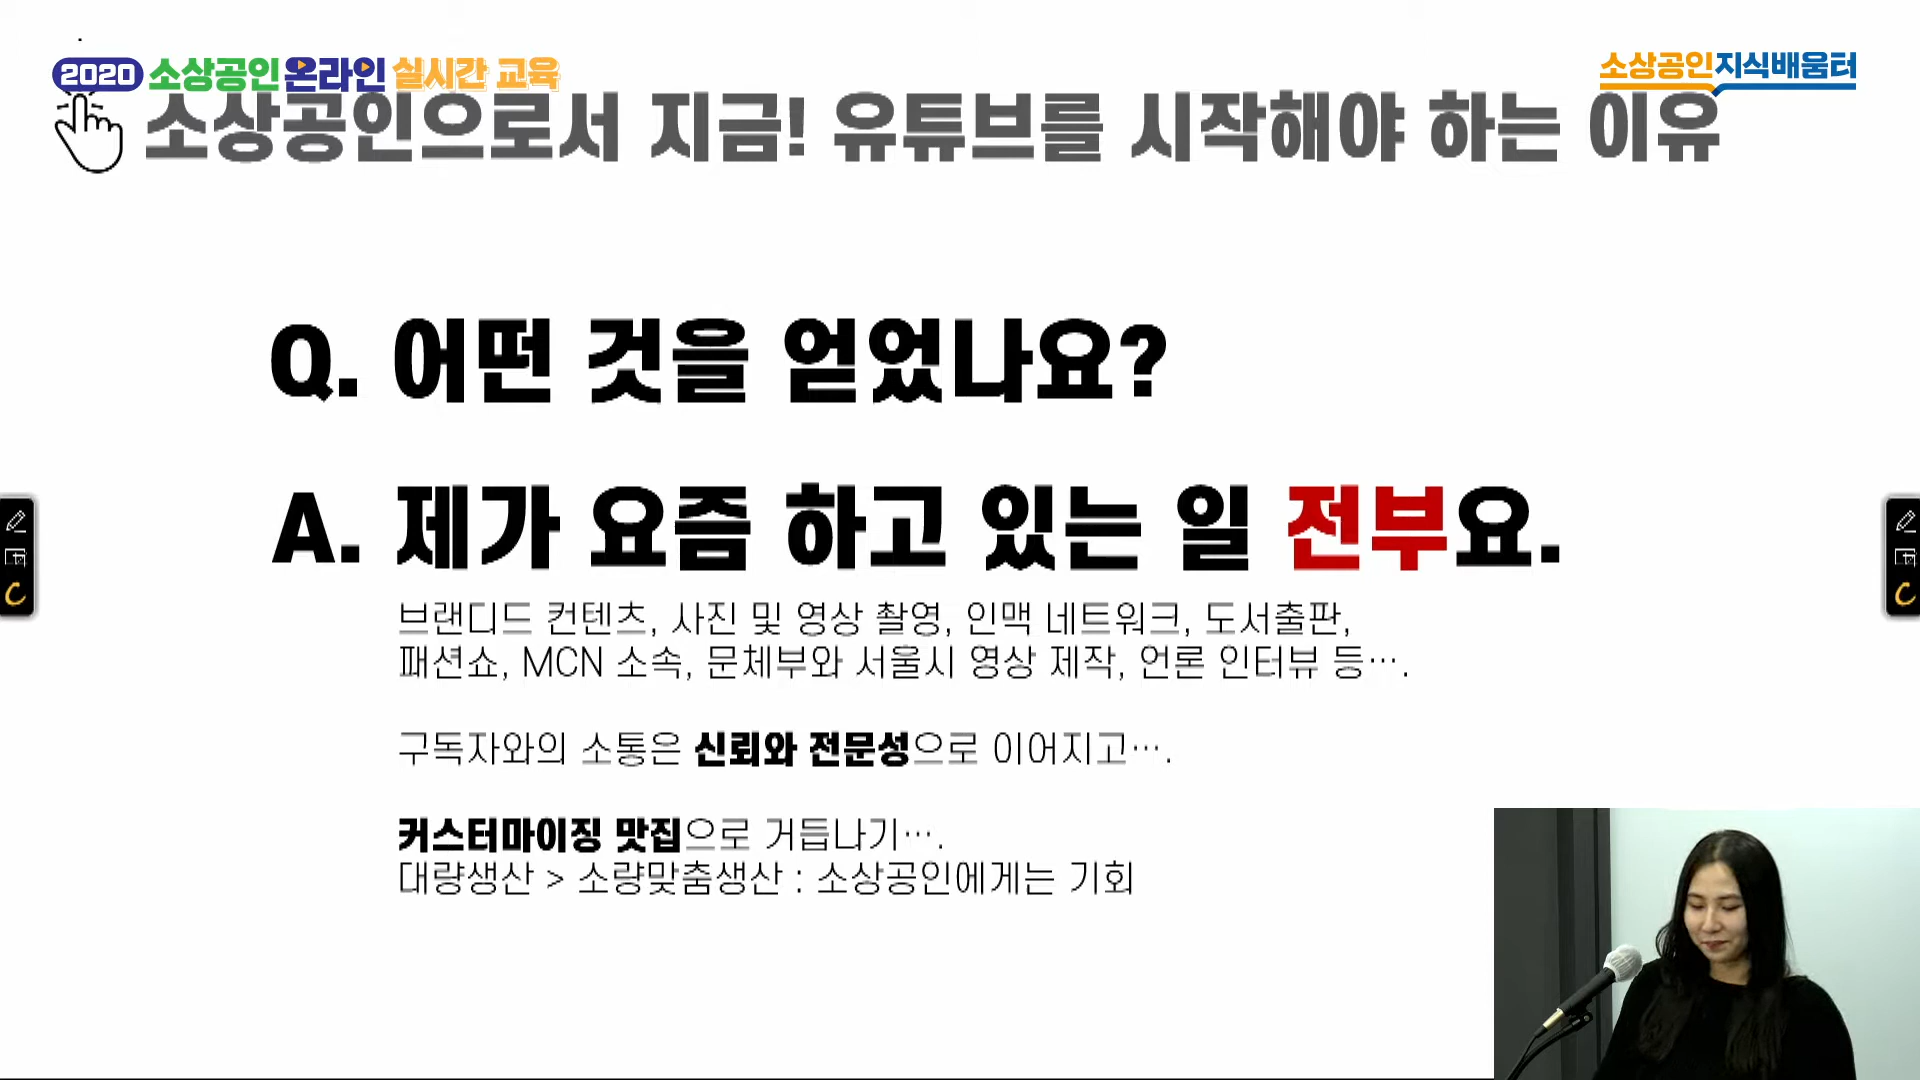 2020 소상공인 온라인 실시간 교육
소상공인지식배움터
소상공인으로서 지금! 유튜브를 시작해야 하는 이유
Q. 어떤 것을 얻었나요?
A. 제가 요즘 하고 있는 일 전부요.
브랜디드 컨텐츠, 사진 및 영상 촬영, 인맥 네트워크, 도서출판,
패션쇼, MCN 소속, 문체부와 서울시 영상 제작, 언론 인터뷰 등….
구독자와의 소통은 신뢰와 전문성으로 이어지고….
커스터마이징 맛집으로 거듭나기….
대량생산 > 소량맞춤생산 : 소상공인에게는 기회